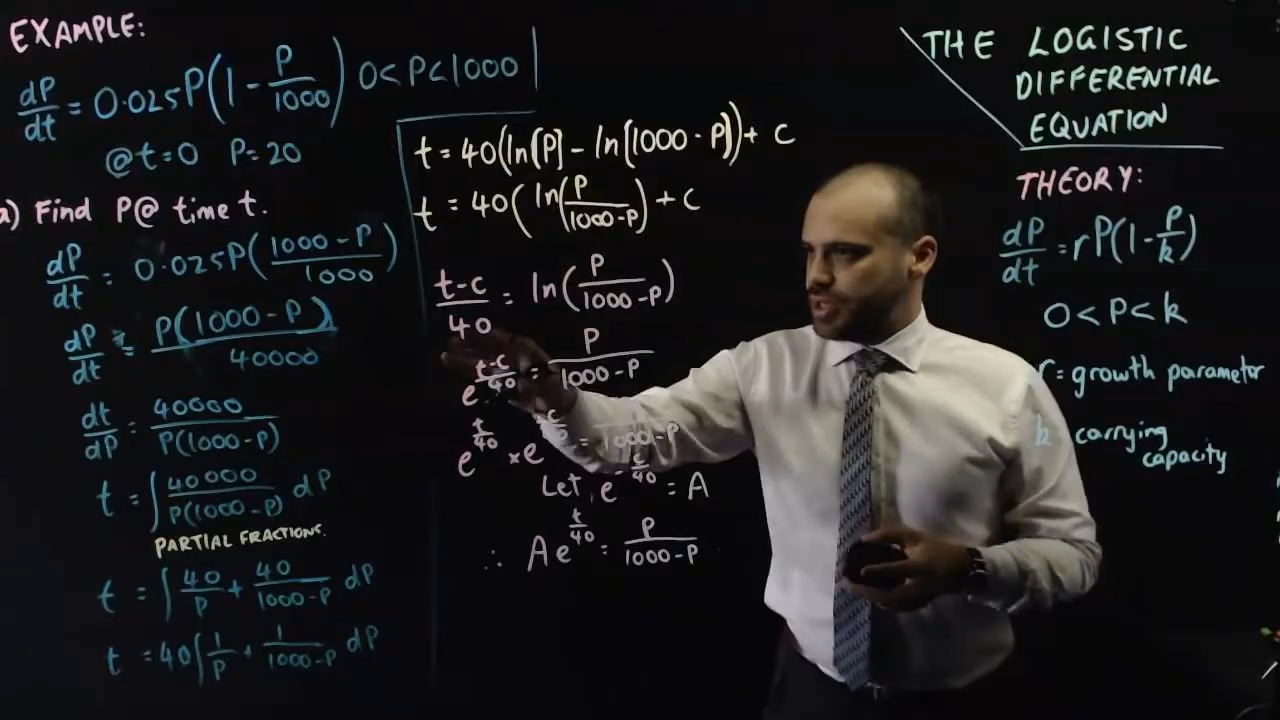 EXAMPLE:
dP/dt = 0.025P(1 - P/1000) 0<P<1000
@t=0 P=20
a) Find P@ time t.
dP/dt = 0.025P((1000-P)/1000)
dP/dt = P(1000-P)/40000
dt/dP = 40000/P(1000-P)
t = ∫ 40000/P(1000-P) dP
PARTIAL FRACTIONS.
t = ∫ 40/P + 40/1000-P dP
t = 40∫ 1/P + 1/1000-P dP
t = 40(ln[P] - ln[1000-P]) + c
t = 40(ln(P/1000-P) + c
t-c/40 = ln(P/1000-P)
e^(t-c/40) = P/1000-P
e^(t/40) × e = 1000-P
Let e^(-c/40) = A
∴ Ae^(t/40) = P/1000-P
THE LOGISTIC
DIFFERENTIAL
EQUATION
THEORY:
dP/dt = rP(1-P/k)
0<P<k
r = growth parameter
k carrying
capacity